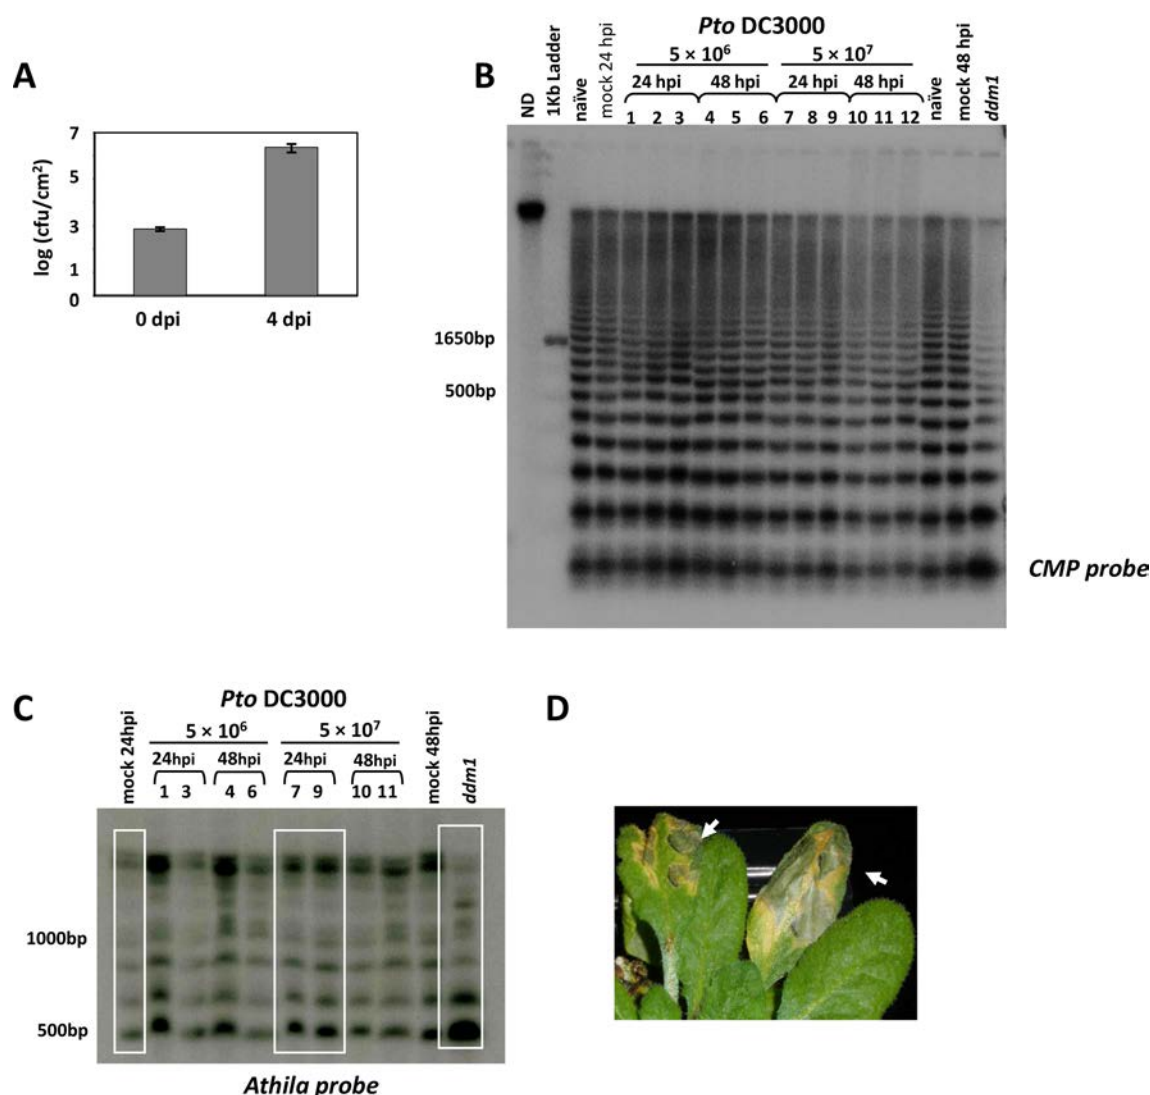 A
log (cfu/cm²)
7
5
3
1
0
0 dpi
4 dpi
B
Pto DC3000
5 × 10⁶
5 × 10⁷
24 hpi
48 hpi
24 hpi
48 hpi
ND
1Kb Ladder
naïve
mock 24 hpi
1 2 3 4 5 6 7 8 9 10 11 12
naïve
mock 48 hpi
ddm1
1650bp
500bp
CMP probe
C
Pto DC3000
5 × 10⁶
5 × 10⁷
24hpi
48hpi
24hpi
48hpi
mock 24hpi
1 3 4 6 7 9 10 11
mock 48hpi
ddm1
1000bp
500bp
Athila probe
D